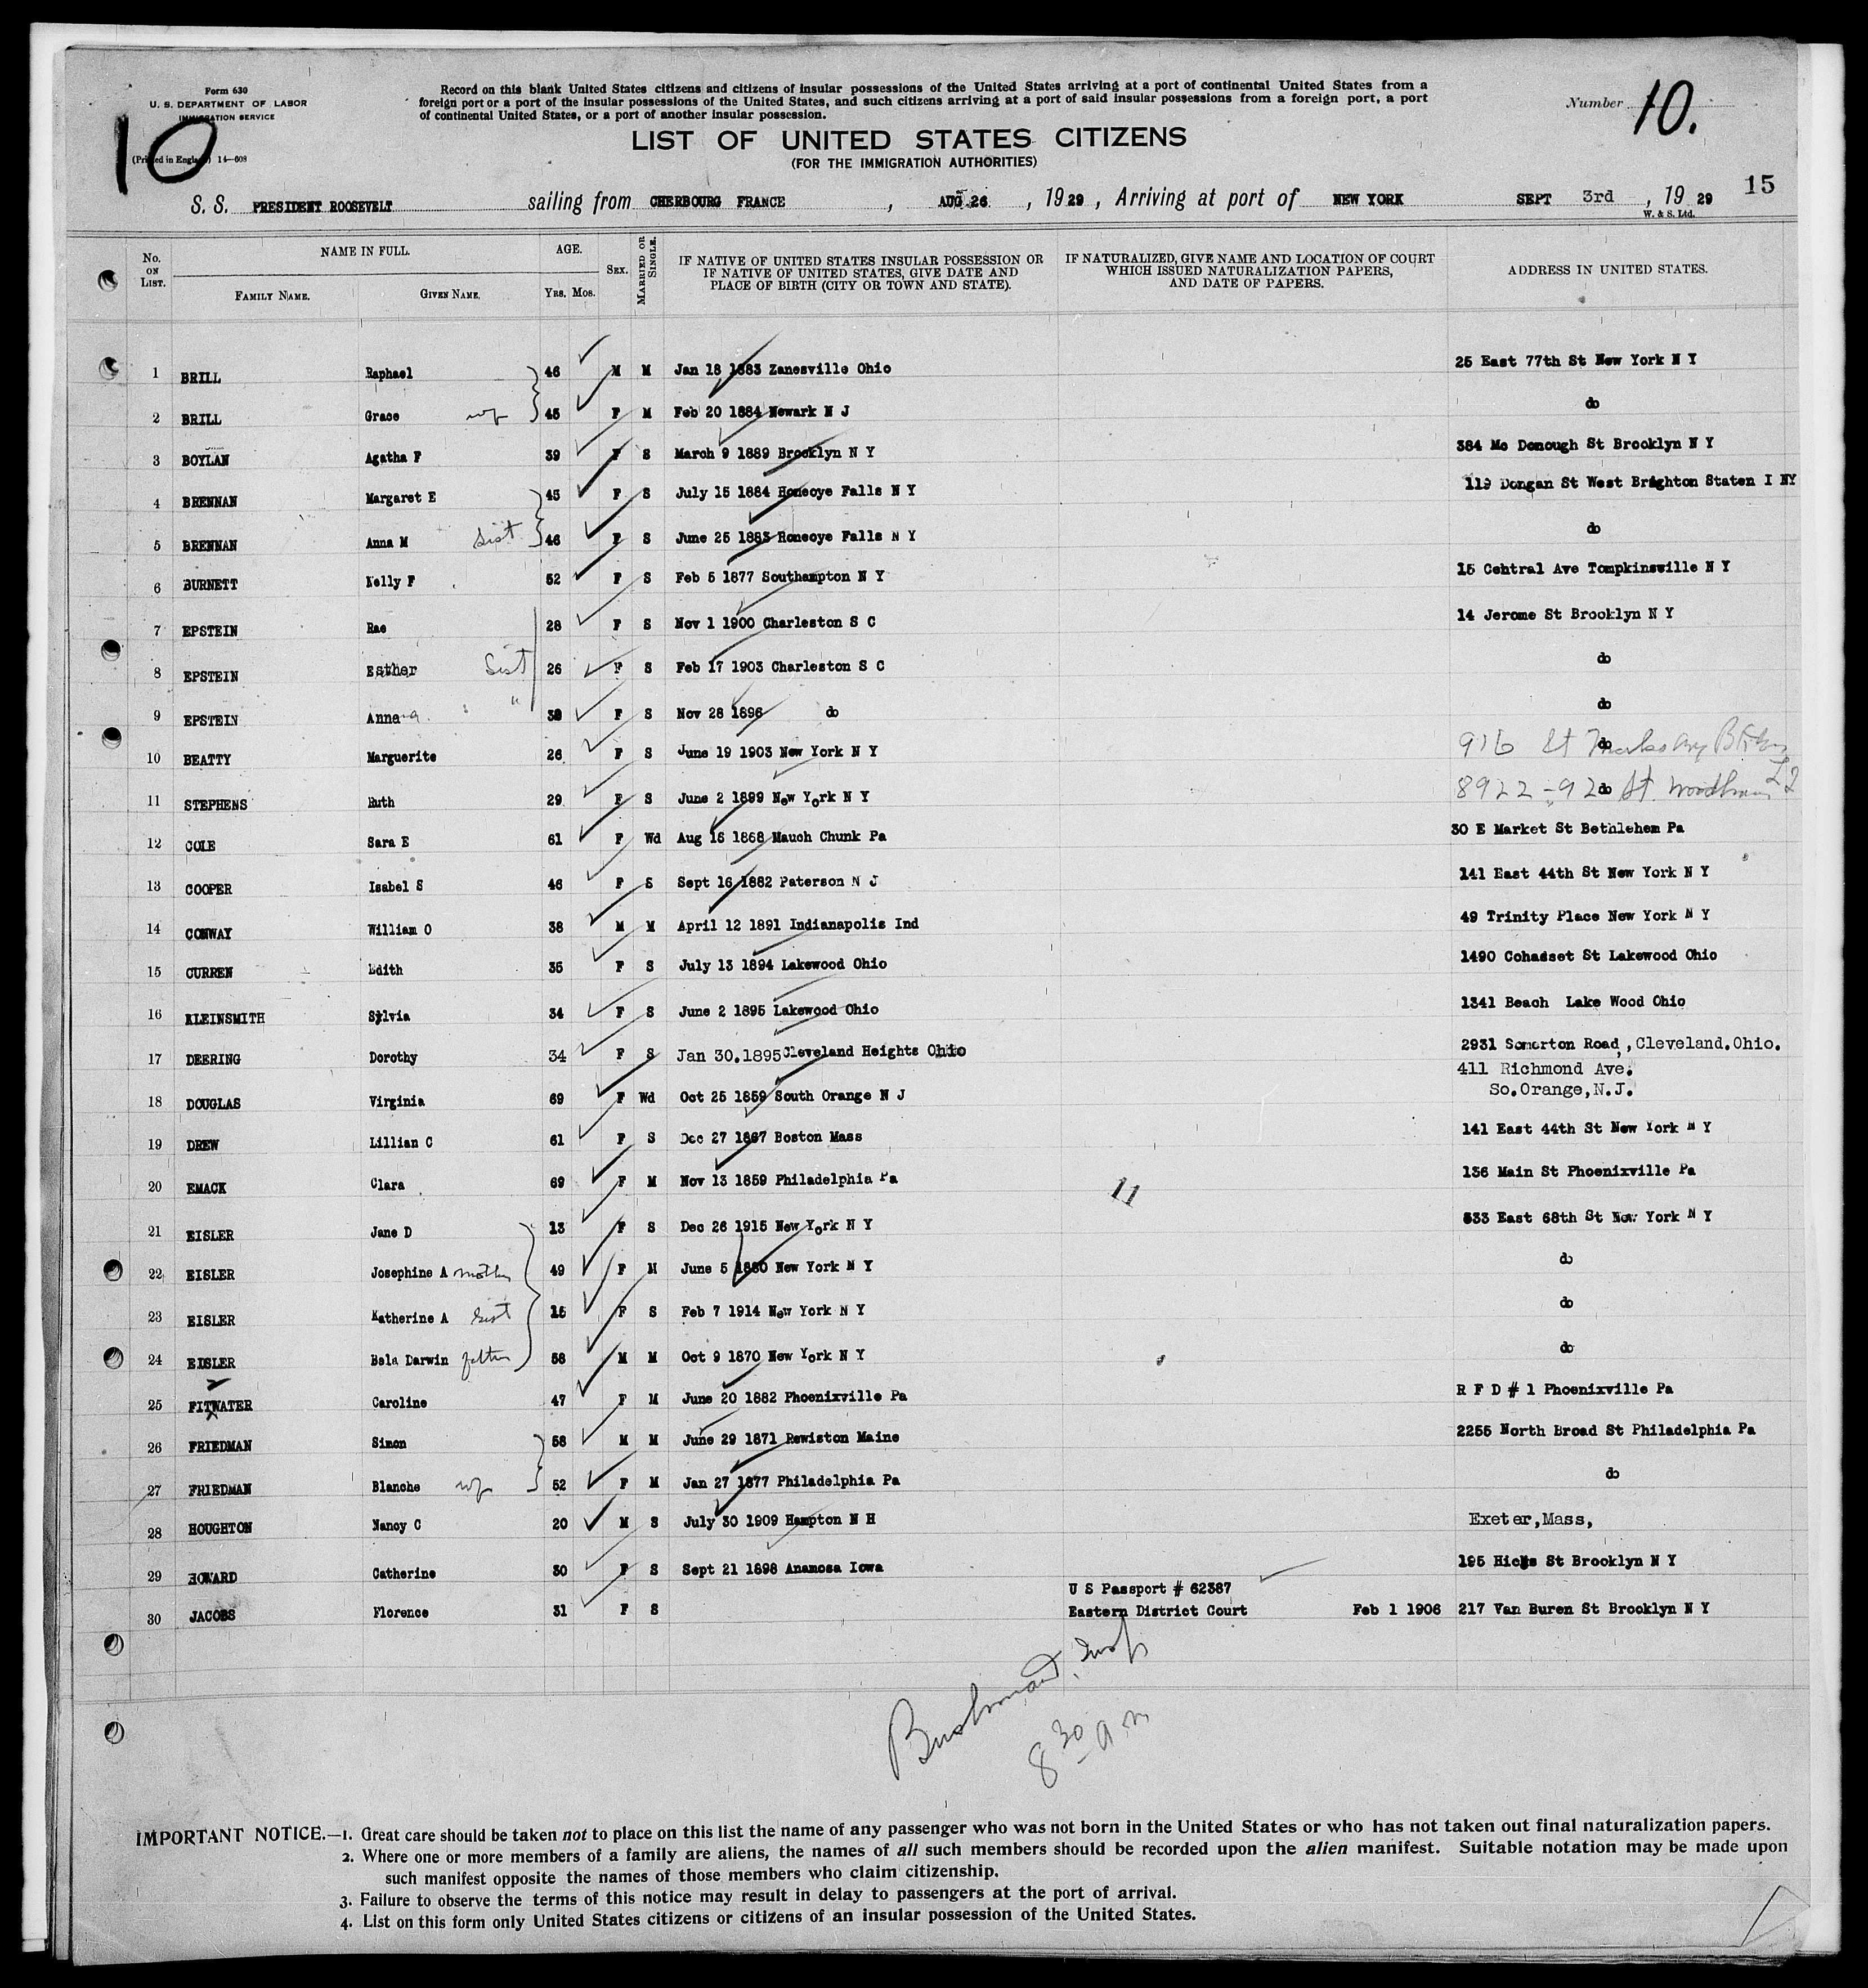 Form 630
U. S. DEPARTMENT OF LABOR
IMMIGRATION SERVICE
(Printed in England) 14—608
10
Record on this blank United States citizens and citizens of insular possessions of the United States arriving at a port of continental United States from a
foreign port or a port of the insular possessions of the United States, and such citizens arriving at a port of said insular possessions from a foreign port, a port
of continental United States, or a port of another insular possession.
Number 10.
LIST OF UNITED STATES CITIZENS
(FOR THE IMMIGRATION AUTHORITIES)
15
S. S. PRESIDENT ROOSEVELT sailing from CHERBOURG FRANCE , AUG 26 , 1929 , Arriving at port of NEW YORK SEPT 3rd , 19 29
W. & S. Ltd.
No. ON LIST. NAME IN FULL. AGE. SEX. MARRIED OR SINGLE. IF NATIVE OF UNITED STATES INSULAR POSSESSION OR IF NATIVE OF UNITED STATES, GIVE DATE AND PLACE OF BIRTH (CITY OR TOWN AND STATE). IF NATURALIZED, GIVE NAME AND LOCATION OF COURT WHICH ISSUED NATURALIZATION PAPERS, AND DATE OF PAPERS. ADDRESS IN UNITED STATES.
FAMILY NAME. GIVEN NAME. YRS. MOS.
1 BRILL Raphael 46 M M Jan 18 1883 Zanesville Ohio 25 East 77th St New York N Y
2 BRILL Grace wf 45 F M Feb 20 1884 Newark N J do
3 BOYLAN Agatha F 39 F S March 9 1889 Brooklyn N Y 384 Mc Donough St Brooklyn N Y
4 BRENNAN Margaret E 45 F S July 15 1884 Honeoye Falls N Y 119 Dongan St West Brighton Staten I NY
5 BRENNAN Anna M Sist 46 F S June 25 1883 Honeoye Falls N Y do
6 BURNETT Nelly F 52 F S Feb 5 1877 Southampton N Y 15 Central Ave Tompkinsville N Y
7 EPSTEIN Rae 28 F S Nov 1 1900 Charleston S C 14 Jerome St Brooklyn N Y
8 EPSTEIN Esther Sist 26 F S Feb 17 1903 Charleston S C do
9 EPSTEIN Anna " F S Nov 28 1896 do do
10 BEATTY Marguerite 26 F S June 19 1903 New York N Y do 916 St Marks Av Bklyn
11 STEPHENS Ruth 29 F S June 2 1899 New York N Y do 8922-92 St. Woodhaven L I
12 COLE Sara E 61 F Wd Aug 16 1868 Mauch Chunk Pa 30 E Market St Bethlehem Pa
13 COOPER Isabel S 46 F S Sept 16 1882 Paterson N J 141 East 44th St New York N Y
14 CONWAY William O 38 M M April 12 1891 Indianapolis Ind 49 Trinity Place New York N Y
15 CURREN Edith 35 F S July 13 1894 Lakewood Ohio 1490 Cohasset St Lakewood Ohio
16 KLEINSMITH Sylvia 34 F S June 2 1895 Lakewood Ohio 1341 Beach Lake Wood Ohio
17 DEERING Dorothy 34 F S Jan 30.1895 Cleveland Heights Ohio 2931 Somerton Road, Cleveland.Ohio.
411 Richmond Ave.
18 DOUGLAS Virginia 69 F Wd Oct 25 1859 South Orange N J So.Orange,N.J.
19 DREW Lillian C 61 F S Dec 27 1867 Boston Mass 141 East 44th St New York N Y
20 EMACK Clara 69 F M Nov 13 1859 Philadelphia Pa 11 136 Main St Phoenixville Pa
21 EISLER Jane D 13 F S Dec 26 1915 New York N Y 533 East 68th St New York N Y
22 EISLER Josephine A mother 49 F M June 5 1880 New York N Y do
23 EISLER Katherine A Sist 15 F S Feb 7 1914 New York N Y do
24 EISLER Bela Darwin father 58 M M Oct 9 1870 New York N Y do
25 FITWATER Caroline 47 F M June 20 1882 Phoenixville Pa R F D # 1 Phoenixville Pa
26 FRIEDMAN Simon 58 M M June 29 1871 Rewiston Maine 2255 North Broad St Philadelphia Pa
27 FRIEDMAN Blanche wf 52 F M Jan 27 1877 Philadelphia Pa do
28 HOUGHTON Nancy C 20 M S July 30 1909 Hampton N H Exeter,Mass,
29 HOWARD Catherine 30 F S Sept 21 1898 Anamosa Iowa 195 Hicks St Brooklyn N Y
U S Passport # 62387
30 JACOBS Florence 31 F S Eastern District Court Feb 1 1906 217 Van Buren St Brooklyn N Y
Insp
8 30 a m
IMPORTANT NOTICE.—1. Great care should be taken not to place on this list the name of any passenger who was not born in the United States or who has not taken out final naturalization papers.
2. Where one or more members of a family are aliens, the names of all such members should be recorded upon the alien manifest. Suitable notation may be made upon
such manifest opposite the names of those members who claim citizenship.
3. Failure to observe the terms of this notice may result in delay to passengers at the port of arrival.
4. List on this form only United States citizens or citizens of an insular possession of the United States.